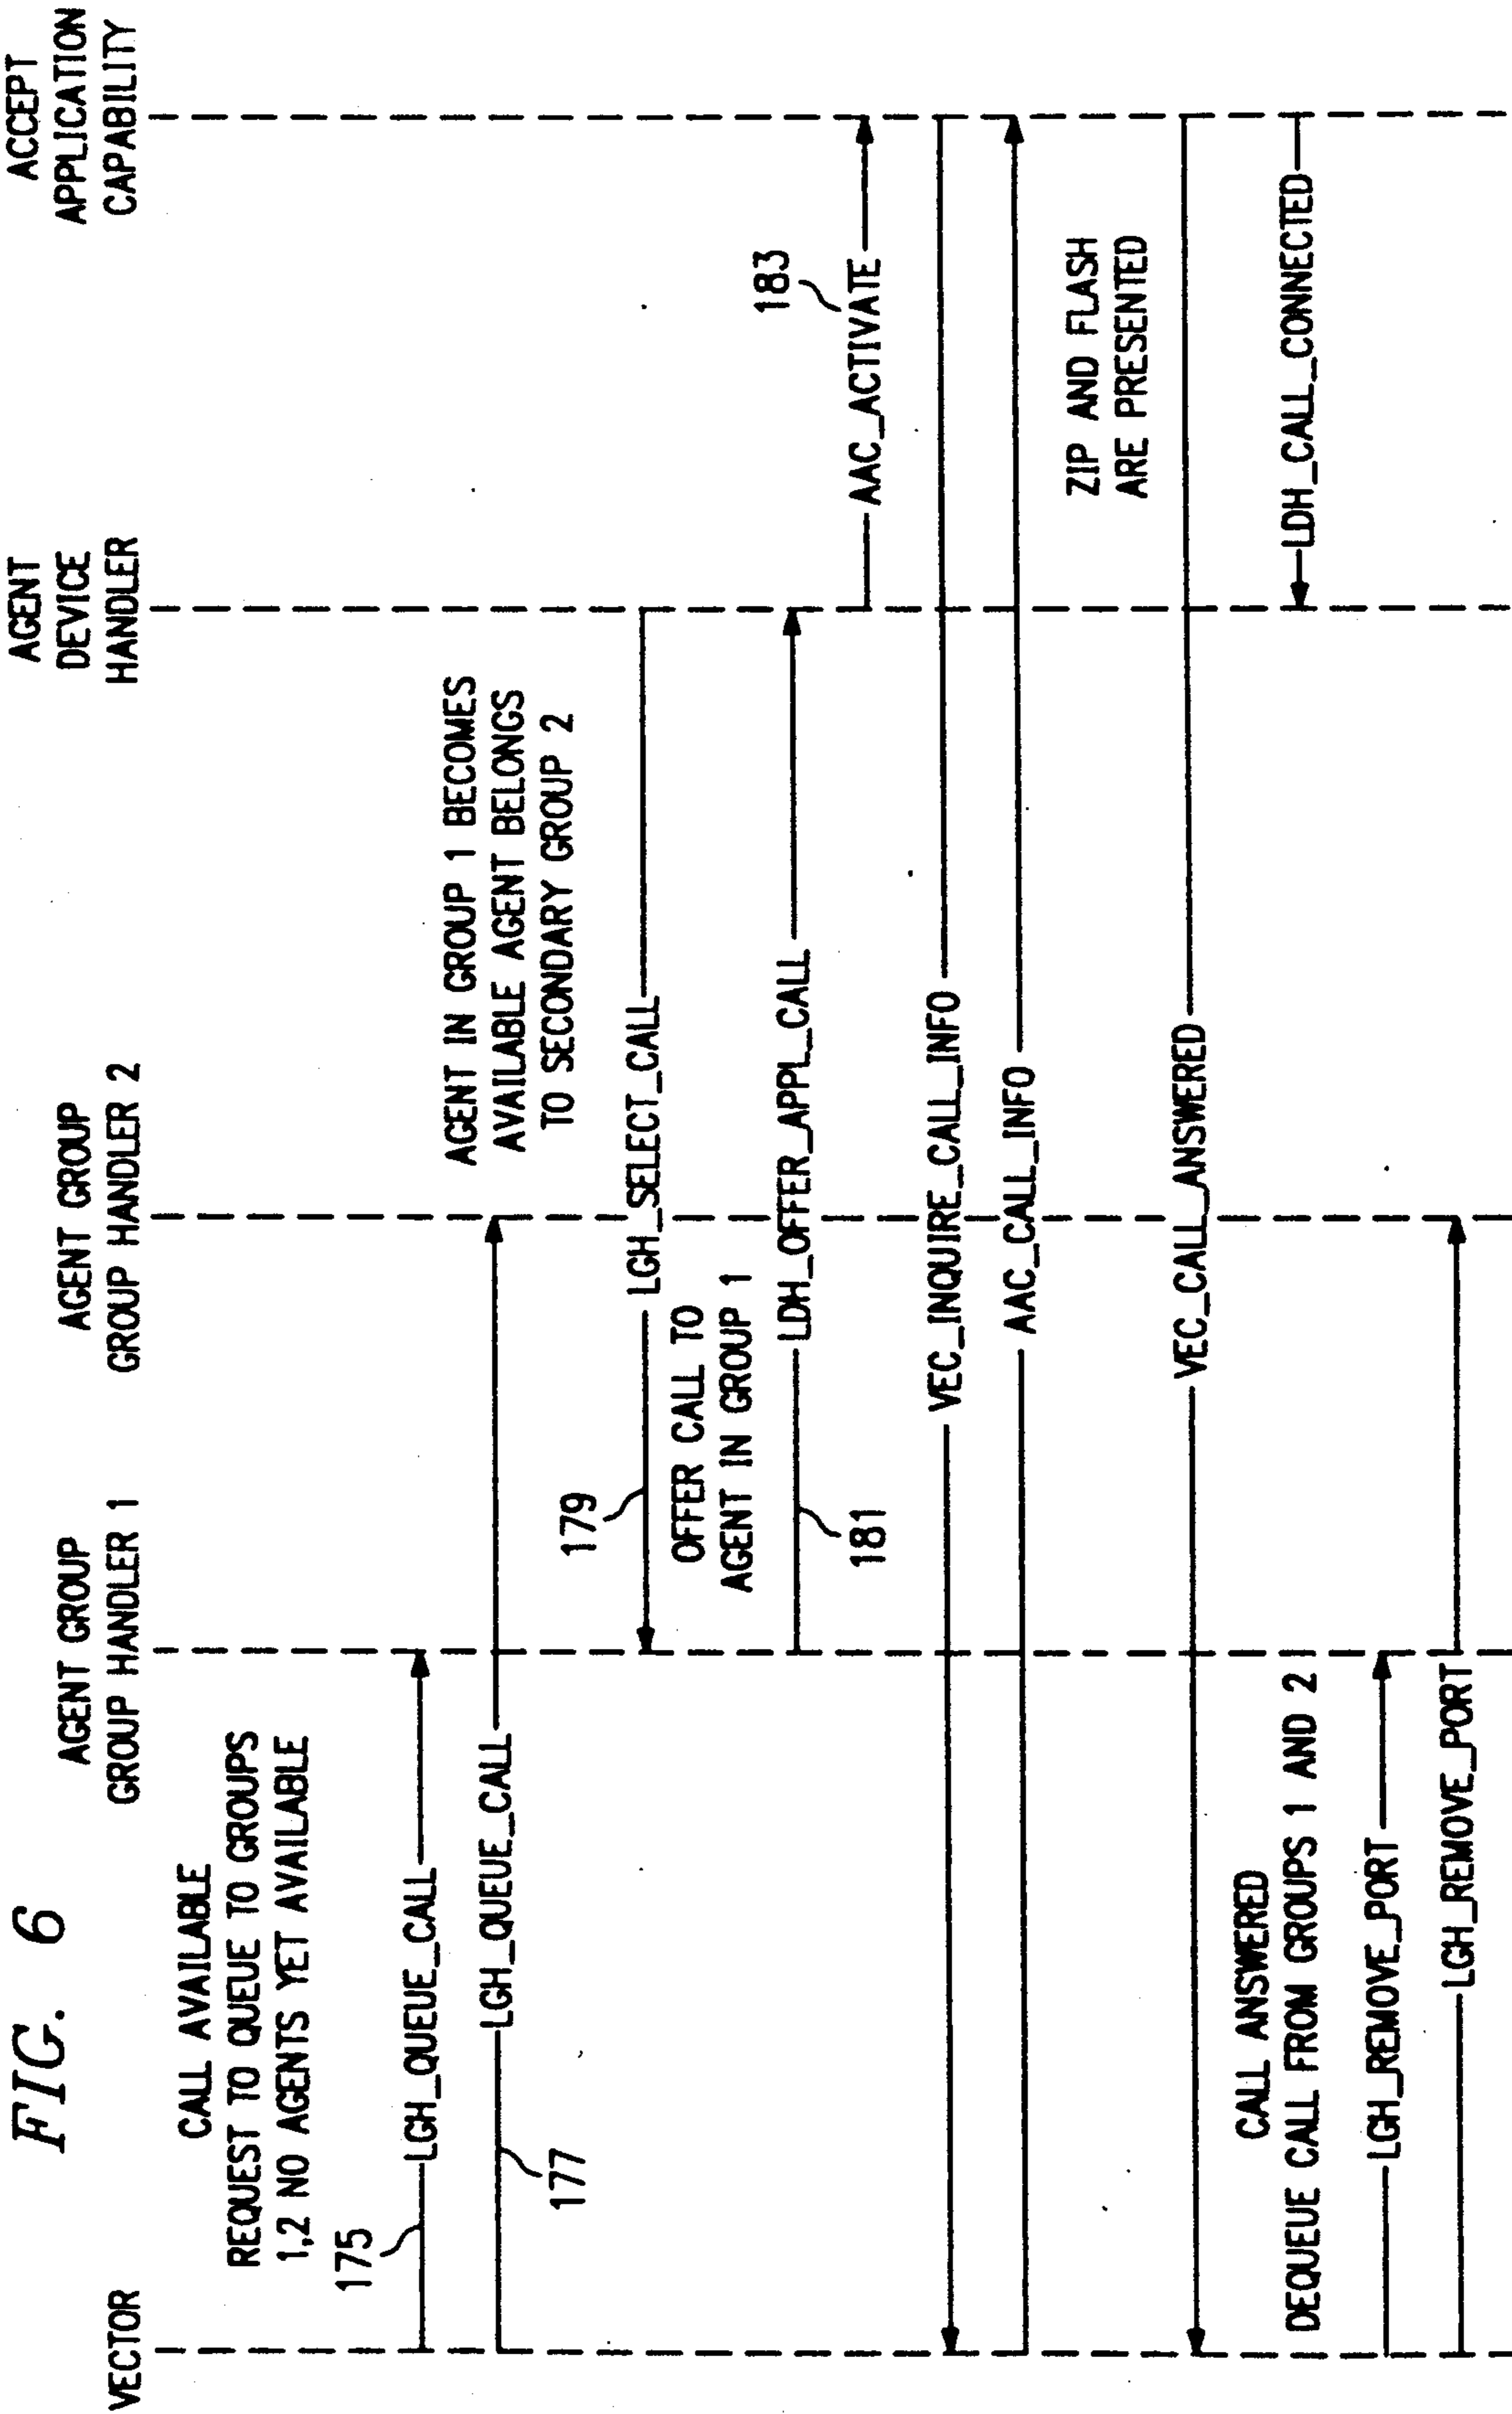 FIG. 6
VECTOR
AGENT GROUP
GROUP HANDLER 1
AGENT GROUP
GROUP HANDLER 2
AGENT
DEVICE
HANDLER
ACCEPT
APPLICATION
CAPABILITY
CALL AVAILABLE
REQUEST TO QUEUE TO GROUPS
1,2 NO AGENTS YET AVAILABLE
175
LGH_QUEUE_CALL
LGH_QUEUE_CALL
177
AGENT IN GROUP 1 BECOMES
AVAILABLE AGENT BELONGS
TO SECONDARY GROUP 2
179
LGH_SELECT_CALL
OFFER CALL TO
AGENT IN GROUP 1
LDH_OFFER_APPL_CALL
181
183
AAC_ACTIVATE
VEC_INQUIRE_CALL_INFO
AAC_CALL_INFO
ZIP AND FLASH
ARE PRESENTED
VEC_CALL_ANSWERED
CALL ANSWERED
DEQUEUE CALL FROM GROUPS 1 AND 2
LDH_CALL_CONNECTED
LGH_REMOVE_PORT
LGH_REMOVE_PORT